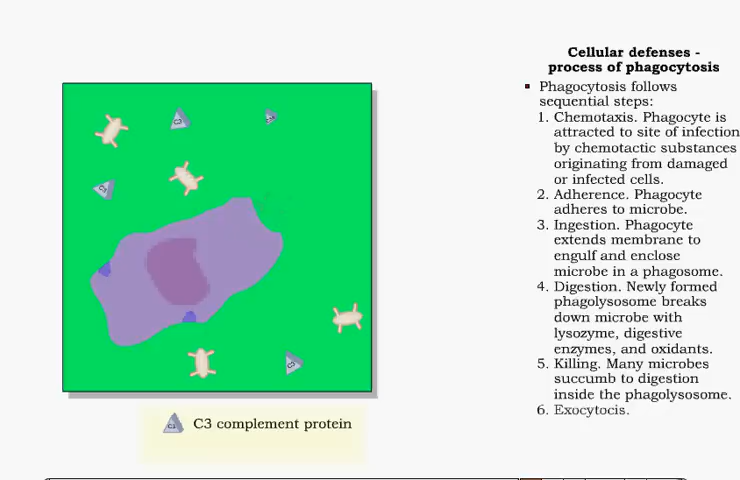 Cellular defenses -
process of phagocytosis
▪ Phagocytosis follows
sequential steps:
1. Chemotaxis. Phagocyte is
attracted to site of infection
by chemotactic substances
originating from damaged
or infected cells.
2. Adherence. Phagocyte
adheres to microbe.
3. Ingestion. Phagocyte
extends membrane to
engulf and enclose
microbe in a phagosome.
4. Digestion. Newly formed
phagolysosome breaks
down microbe with
lysozyme, digestive
enzymes, and oxidants.
5. Killing. Many microbes
succumb to digestion
inside the phagolysosome.
6. Exocytocis.
C3 complement protein